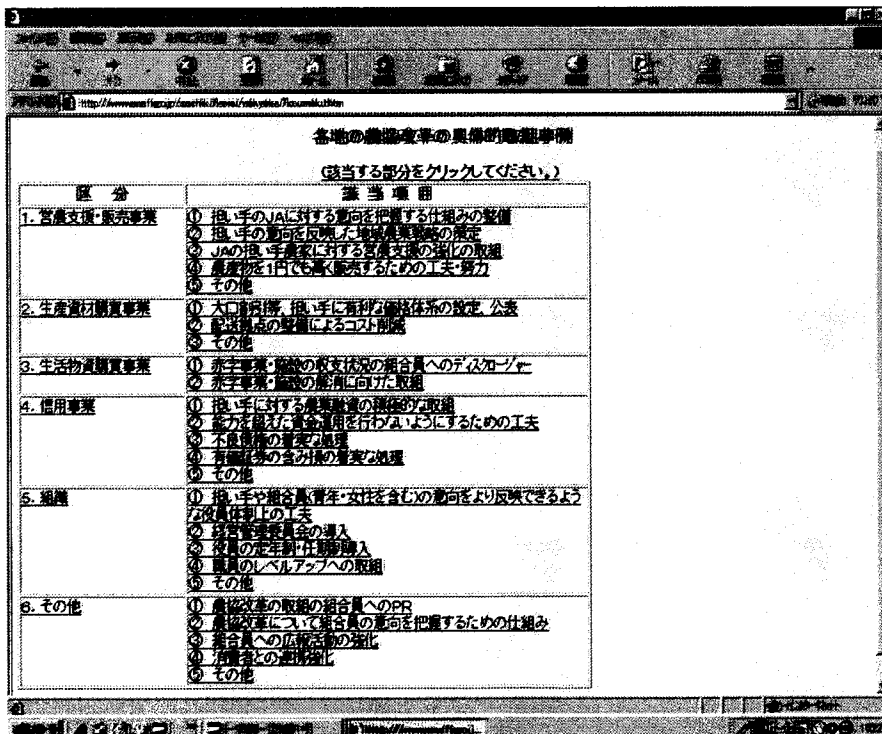 各地の農協改革の具体的取組事例
(該当する部分をクリックしてください。)
区 分
該 当 項 目
1. 営農支援・販売事業
① 担い手のJAに対する意向を把握する仕組みの整備
② 担い手の意向を反映した地域農業戦略の策定
③ JAの担い手農家に対する営農支援の強化の取組
④ 農産物を1円でも高く販売するための工夫・努力
⑤ その他
2. 生産資材購買事業
① 大口割引等、担い手に有利な価格体系の設定、公表
② 配送拠点の整備によるコスト削減
③ その他
3. 生活物資購買事業
① 赤字事業・施設の収支状況の組合員へのディスクロージャー
② 赤字事業・施設の解消に向けた取組
4. 信用事業
① 担い手に対する農業融資の積極的な取組
② 能力を超えた資金運用を行わないようにするための工夫
③ 不良債権の着実な処理
④ 有価証券の含み損の着実な処理
⑤ その他
5. 組織
① 担い手や組合員(青年・女性を含む)の意向をより反映できるよう
な役員体制上の工夫
② 経営管理委員会の導入
③ 役員の定年制・任期制導入
④ 職員のレベルアップへの取組
⑤ その他
6. その他
① 農協改革の取組の組合員へのPR
② 農協改革について組合員の意向を把握するための仕組み
③ 組合員への広報活動の強化
④ 消費者との連携強化
⑤ その他